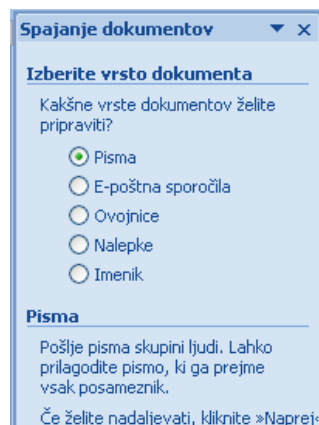 Spajanje dokumentov
Izberite vrsto dokumenta
Kakšne vrste dokumentov želite
pripraviti?
Pisma
E-poštna sporočila
Ovojnice
Nalepke
Imenik
Pisma
Pošlje pisma skupini ljudi. Lahko
prilagodite pismo, ki ga prejme
vsak posameznik.
Če želite nadaljevati, kliknite »Naprej«